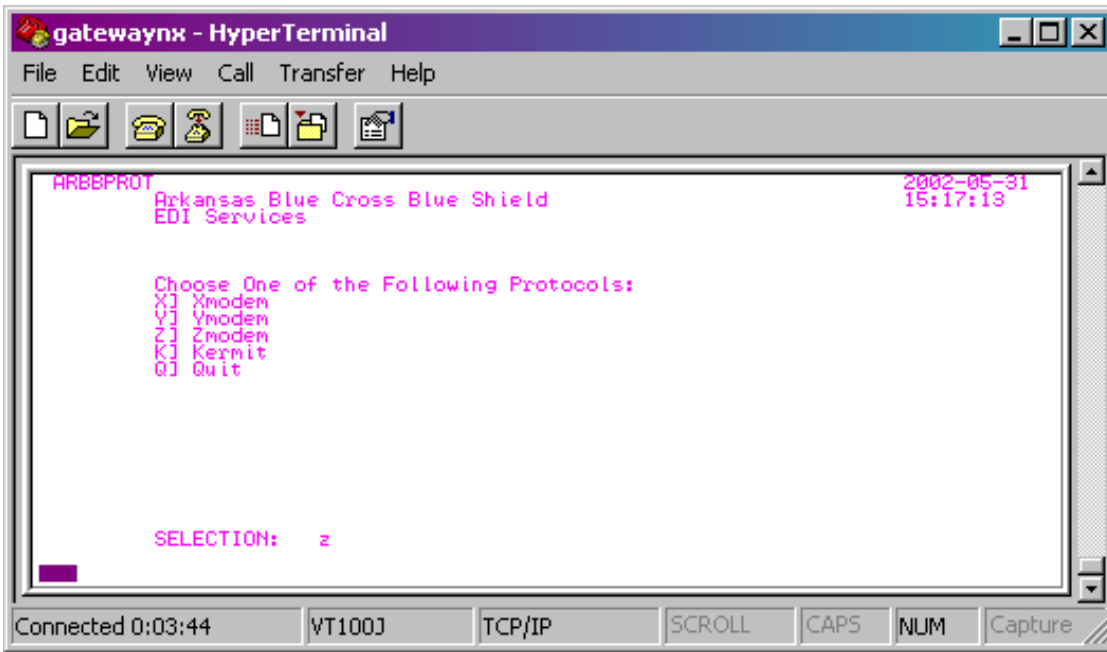 gatewaynx - HyperTerminal
File Edit View Call Transfer Help
ARBBPROT 2002-05-31
Arkansas Blue Cross Blue Shield 15:17:13
EDI Services
Choose One of the Following Protocols:
X] Xmodem
Y] Ymodem
Z] Zmodem
K] Kermit
Q] Quit
SELECTION: z
Connected 0:03:44 VT100J TCP/IP SCROLL CAPS NUM Capture